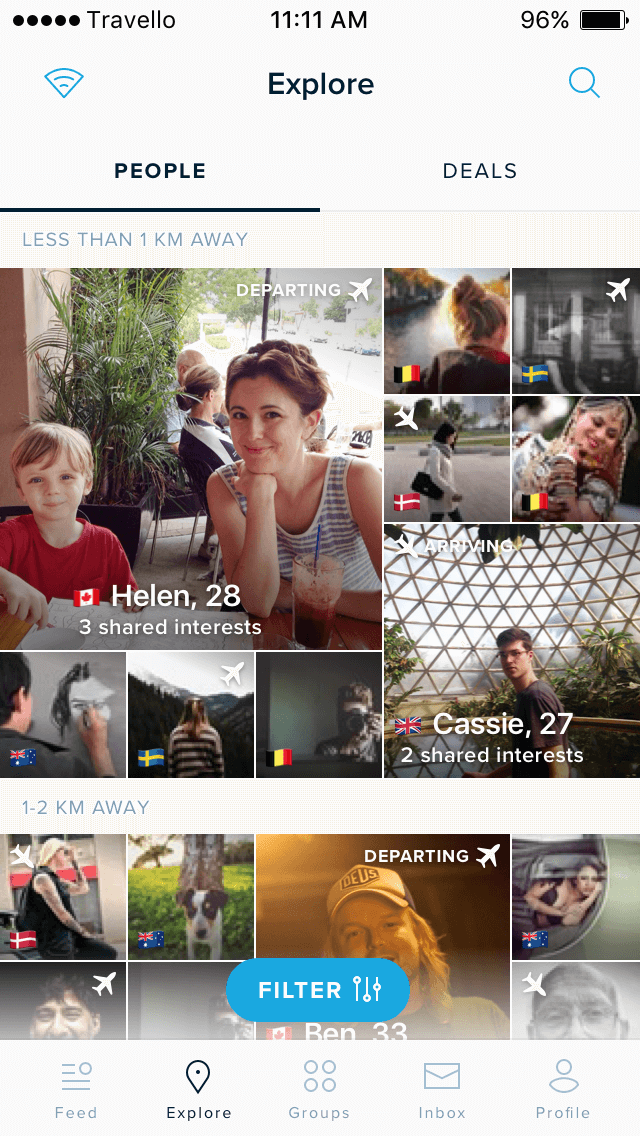 Travello
11:11 AM
96%
Explore
PEOPLE
DEALS
LESS THAN 1 KM AWAY
DEPARTING
Helen, 28
3 shared interests
ARRIVING
Cassie, 27
2 shared interests
1-2 KM AWAY
DEPARTING
DEUS
FILTER
Ben, 33
Feed
Explore
Groups
Inbox
Profile